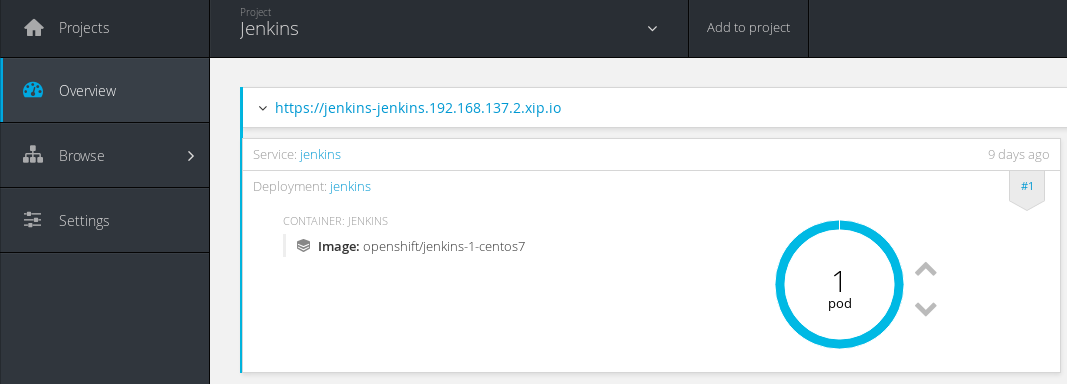 Projects
Overview
Browse
Settings
Project
Jenkins
Add to project
https://jenkins-jenkins.192.168.137.2.xip.io
Service: jenkins
9 days ago
Deployment: jenkins
#1
CONTAINER: JENKINS
Image: openshift/jenkins-1-centos7
1
pod